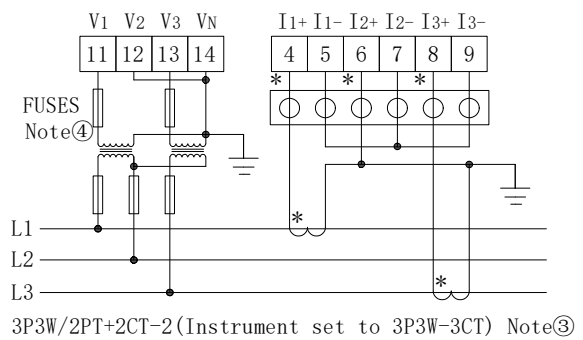 V1 V2 V3 VN I1+ I1- I2+ I2- I3+ I3-
11 12 13 14 4 5 6 7 8 9
* * *
FUSES
Note④
*
L1
L2
*
L3
3P3W/2PT+2CT-2(Instrument set to 3P3W-3CT) Note③